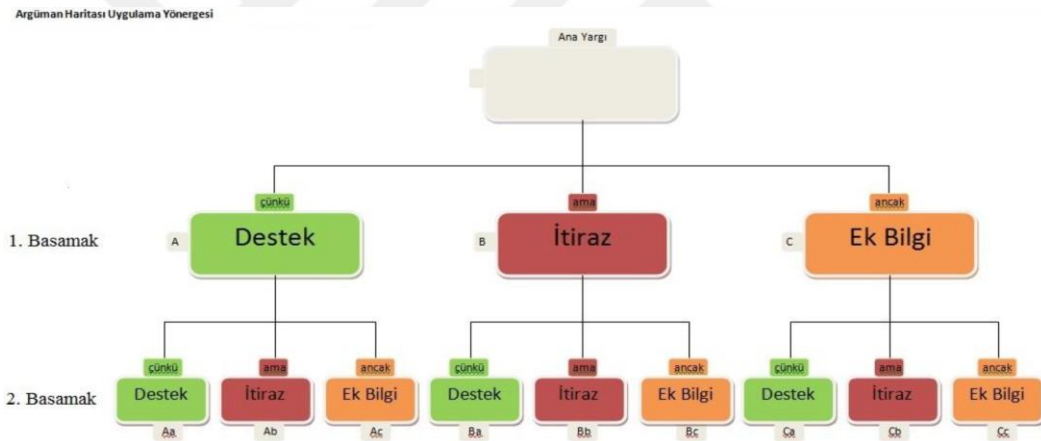 Argüman Haritası Uygulama Yönergesi
Ana Yargı
çünkü ama ancak
1. Basamak A Destek B İtiraz C Ek Bilgi
çünkü ama ancak çünkü ama ancak çünkü ama ancak
2. Basamak Destek İtiraz Ek Bilgi Destek İtiraz Ek Bilgi Destek İtiraz Ek Bilgi
Aa Ab Ac Ba Bb Bc Ca Cb Cc